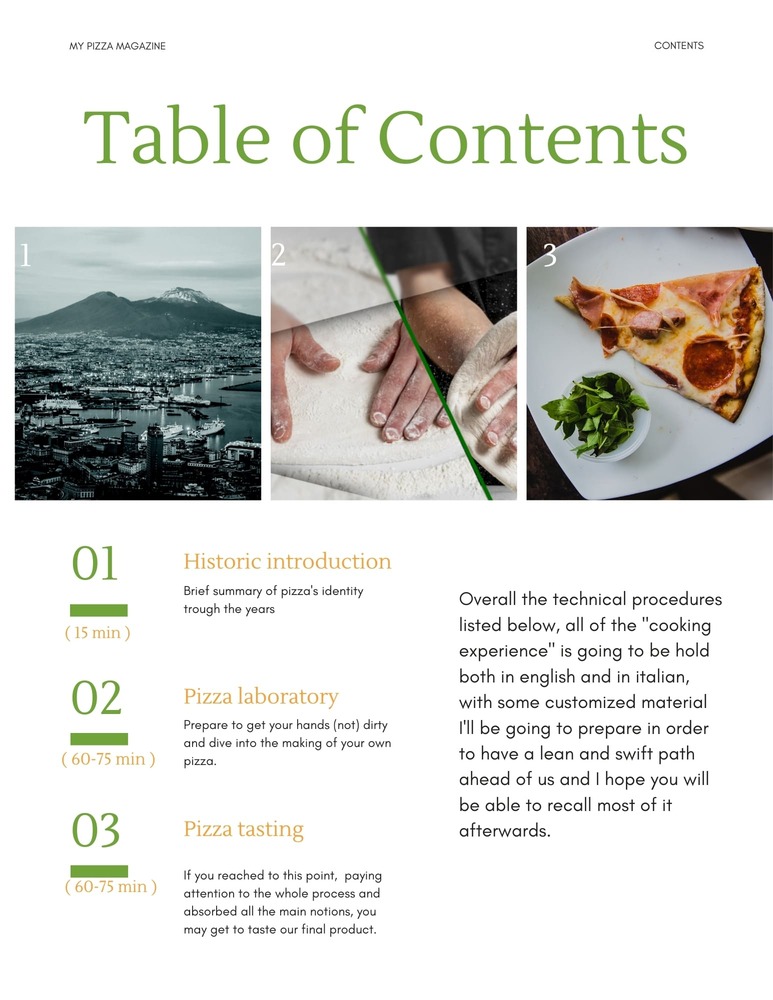 MY PIZZA MAGAZINE
CONTENTS
Table of Contents
1
2
3
01
( 15 min )
Historic introduction
Brief summary of pizza's identity
trough the years
02
( 60-75 min )
Pizza laboratory
Prepare to get your hands (not) dirty
and dive into the making of your own
pizza.
03
( 60-75 min )
Pizza tasting
If you reached to this point,  paying
attention to the whole process and
absorbed all the main notions, you
may get to taste our final product.
Overall the technical procedures
listed below, all of the "cooking
experience" is going to be hold
both in english and in italian,
with some customized material
I'll be going to prepare in order
to have a lean and swift path
ahead of us and I hope you will
be able to recall most of it
afterwards.